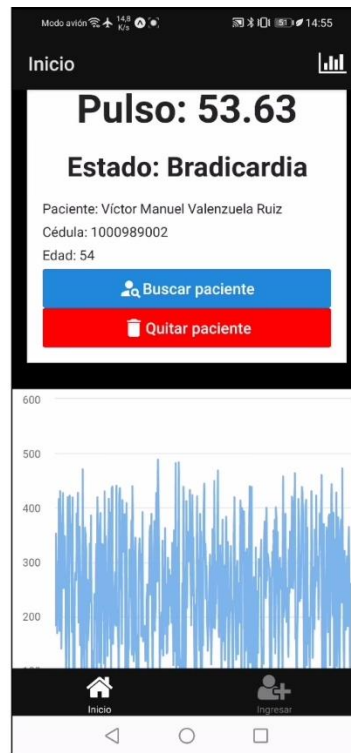 Modo avión 14,8 K/s 51 14:55
Inicio
Pulso: 53.63
Estado: Bradicardia
Paciente: Víctor Manuel Valenzuela Ruiz
Cédula: 1000989002
Edad: 54
Buscar paciente
Quitar paciente
600
500
400
300
200
Inicio Ingresar